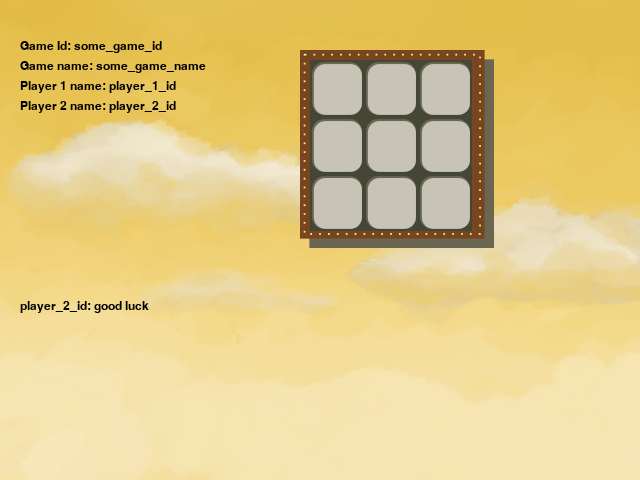 Game Id: some_game_id
Game name: some_game_name
Player 1 name: player_1_id
Player 2 name: player_2_id
player_2_id: good luck